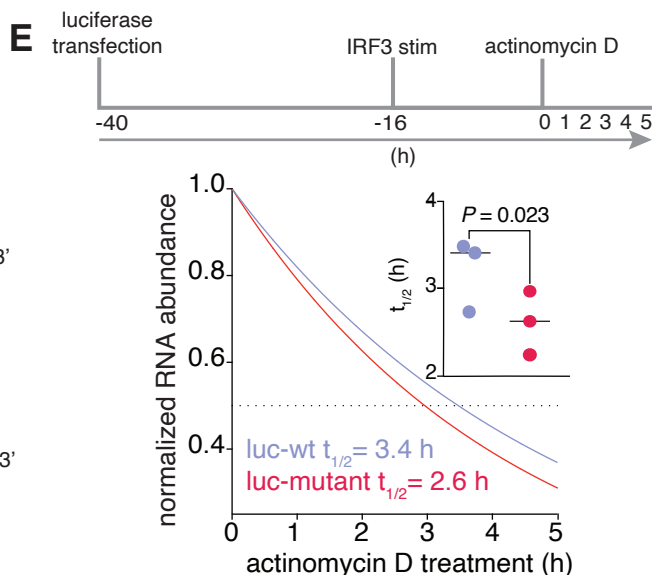 E
luciferase
transfection
IRF3 stim
actinomycin D
-40
-16
0 1 2 3 4 5
(h)
3'
3'
normalized RNA abundance
1.0
0.8
0.6
0.4
luc-wt t1/2= 3.4 h
luc-mutant t1/2= 2.6 h
0 1 2 3 4 5
actinomycin D treatment (h)
t1/2 (h)
4
3
2
P = 0.023